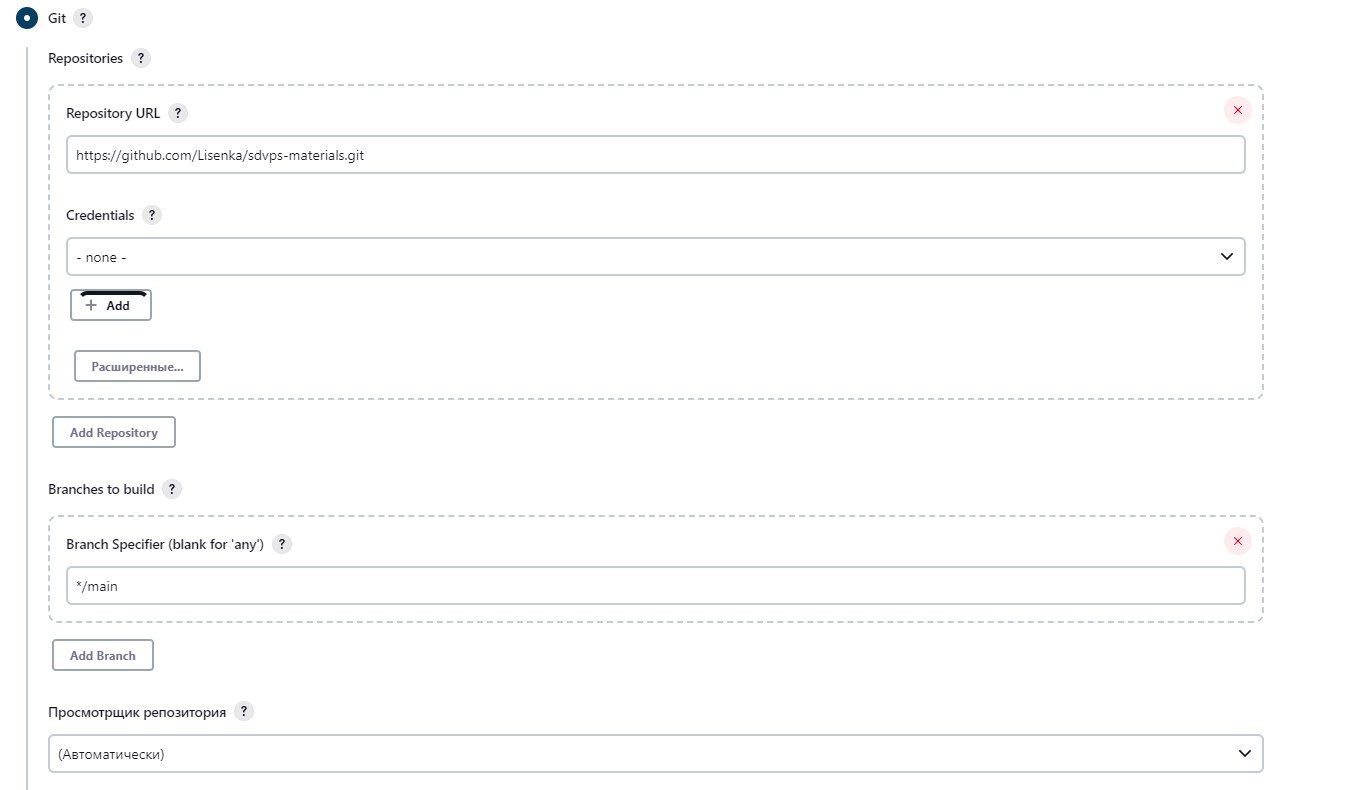 Git ?
Repositories ?
Repository URL ?
https://github.com/Lisenka/sdvps-materials.git
Credentials ?
- none -
+ Add
Расширенные...
Add Repository
Branches to build ?
Branch Specifier (blank for 'any') ?
*/main
Add Branch
Просмотрщик репозитория ?
(Автоматически)